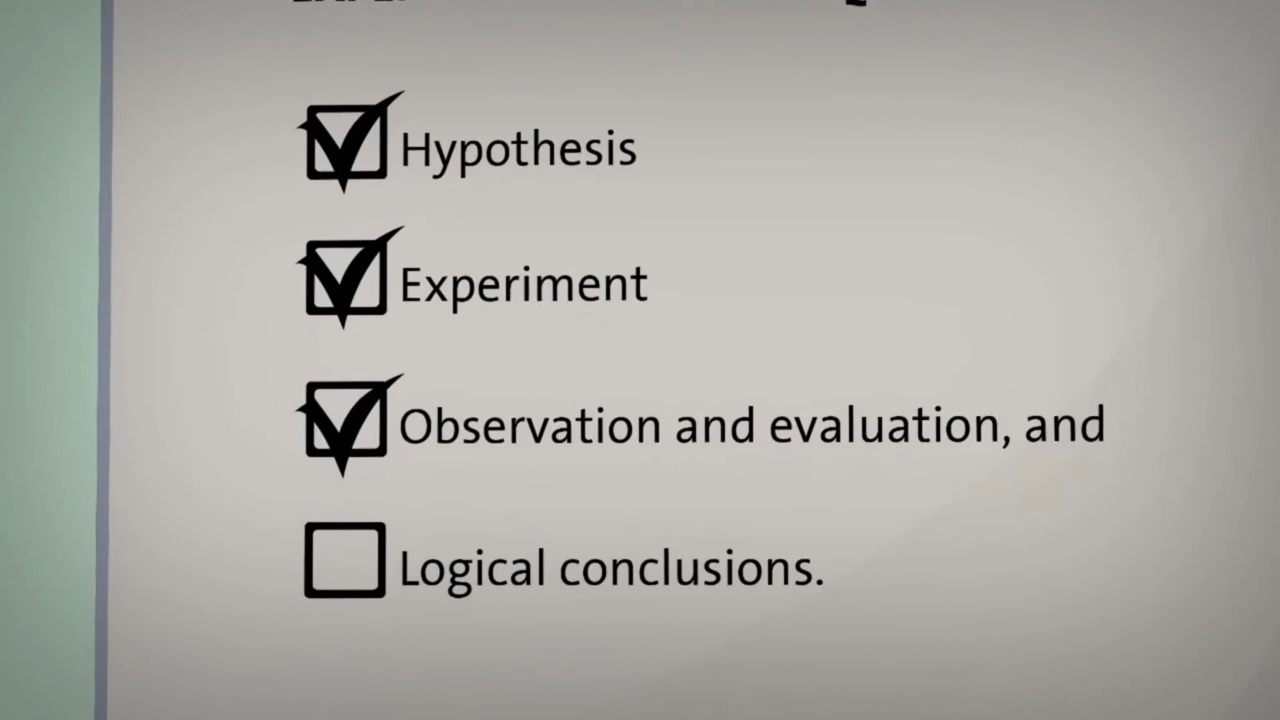 Hypothesis
Experiment
Observation and evaluation, and
Logical conclusions.